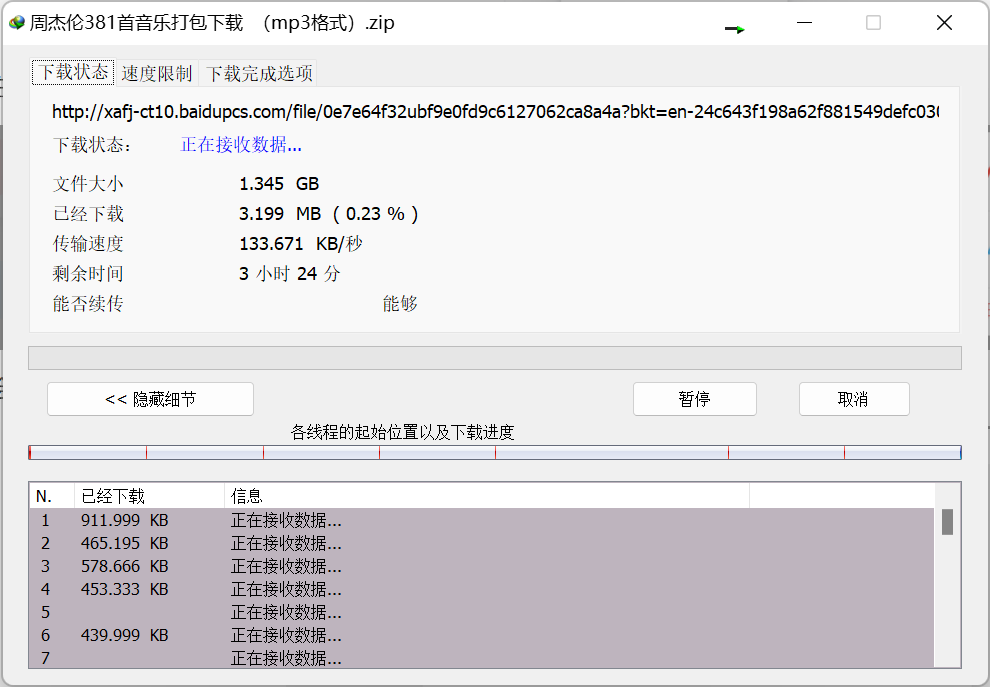 周杰伦381首音乐打包下载 （mp3格式）.zip
下载状态 速度限制 下载完成选项
http://xafj-ct10.baidupcs.com/file/0e7e64f32ubf9e0fd9c6127062ca8a4a?bkt=en-24c643f198a62f881549defc030
下载状态： 正在接收数据...
文件大小 1.345 GB
已经下载 3.199 MB ( 0.23 % )
传输速度 133.671 KB/秒
剩余时间 3 小时 24 分
能否续传 能够
<< 隐藏细节 暂停 取消
各线程的起始位置以及下载进度
N. 已经下载 信息
1 911.999 KB 正在接收数据...
2 465.195 KB 正在接收数据...
3 578.666 KB 正在接收数据...
4 453.333 KB 正在接收数据...
5 正在接收数据...
6 439.999 KB 正在接收数据...
7 正在接收数据...